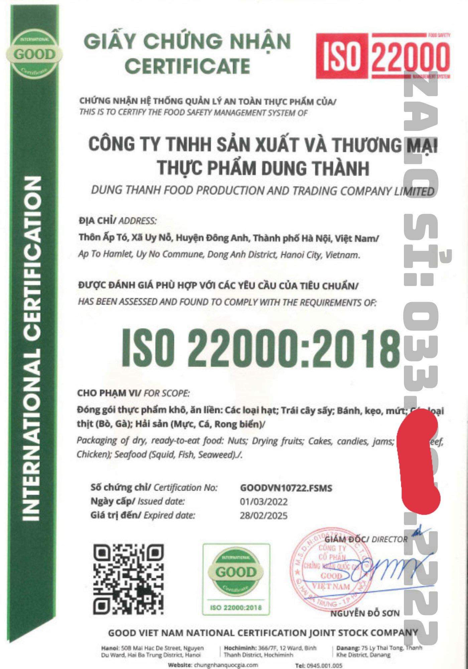 INTERNATIONAL
GOOD
Certificate
GIẤY CHỨNG NHẬN
CERTIFICATE
FOOD SAFETY
ISO 22000
MANAGEMENT SYSTEM
CHỨNG NHẬN HỆ THỐNG QUẢN LÝ AN TOÀN THỰC PHẨM CỦA/
THIS IS TO CERTIFY THE FOOD SAFETY MANAGEMENT SYSTEM OF
CÔNG TY TNHH SẢN XUẤT VÀ THƯƠNG MẠI
THỰC PHẨM DUNG THÀNH
DUNG THANH FOOD PRODUCTION AND TRADING COMPANY LIMITED
ĐỊA CHỈ/ ADDRESS:
Thôn Ấp Tó, Xã Uy Nỗ, Huyện Đông Anh, Thành phố Hà Nội, Việt Nam/
Ap To Hamlet, Uy No Commune, Dong Anh District, Hanoi City, Vietnam.
ĐƯỢC ĐÁNH GIÁ PHÙ HỢP VỚI CÁC YÊU CẦU CỦA TIÊU CHUẨN/
HAS BEEN ASSESSED AND FOUND TO COMPLY WITH THE REQUIREMENTS OF:
ISO 22000:2018
CHO PHẠM VI/ FOR SCOPE:
Đóng gói thực phẩm khô, ăn liền: Các loại hạt; Trái cây sấy; Bánh, kẹo, mứt; loại
thịt (Bò, Gà); Hải sản (Mực, Cá, Rong biển)/
Packaging of dry, ready-to-eat food: Nuts; Drying fruits; Cakes, candies, jams;
Chicken); Seafood (Squid, Fish, Seaweed)./.
Số chứng chỉ/ Certification No: GOODVN10722.FSMS
Ngày cấp/ Issued date: 01/03/2022
Giá trị đến/ Expired date: 28/02/2025
GIÁM ĐỐC/ DIRECTOR
CÔNG TY
CỔ PHẦN
CHỨNG NHẬN QUỐC GIA
GOOD
VIỆT NAM
INTERNATIONAL
GOOD
Certificate
ISO 22000:2018
NGUYỄN ĐỖ SƠN
GOOD VIET NAM NATIONAL CERTIFICATION JOINT STOCK COMPANY
Hanoi: 50B Mai Hac De Street, Nguyen
Du Ward, Hai Ba Trung District, Hanoi
Hochiminh: 366/7F, 12 Ward, Binh
Thanh District, Hochiminh
Danang: 75 Ly Thai Tong, Thanh
Khe District, Danang
Website: chungnhanquocgia.com
Tel: 0945.001.005
INTERNATIONAL CERTIFICATION
ZALO SỈ: 033. .2222